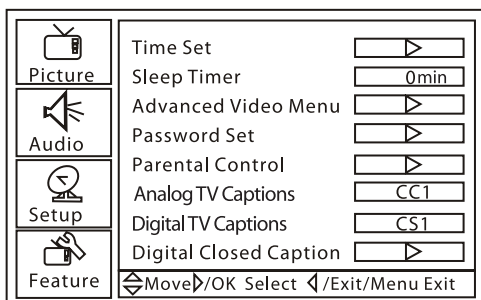 Picture
Audio
Setup
Feature
Time Set
Sleep Timer 0min
Advanced Video Menu
Password Set
Parental Control
Analog TV Captions CC1
Digital TV Captions CS1
Digital Closed Caption
Move /OK Select /Exit/Menu Exit